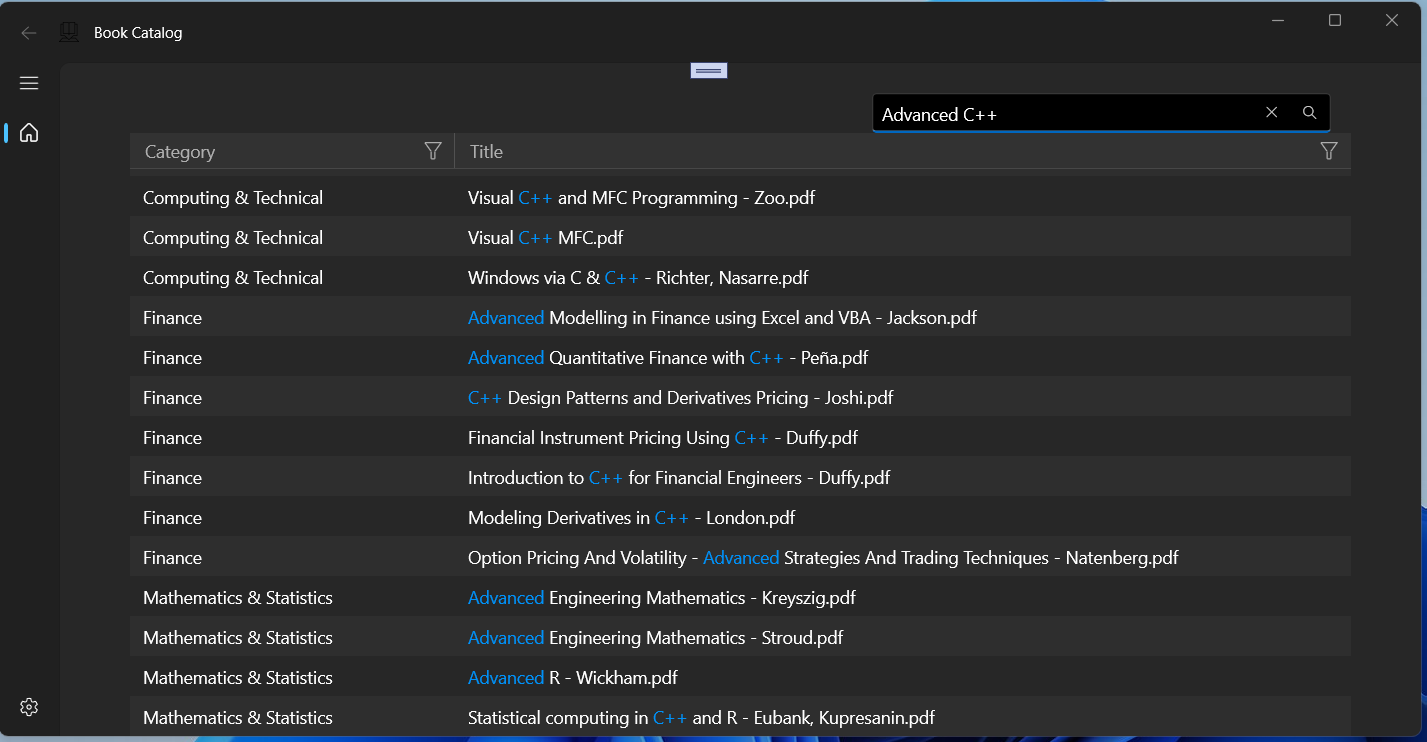 Book Catalog
Advanced C++
Category Title
Computing & Technical Visual C++ and MFC Programming - Zoo.pdf
Computing & Technical Visual C++ MFC.pdf
Computing & Technical Windows via C & C++ - Richter, Nasarre.pdf
Finance Advanced Modelling in Finance using Excel and VBA - Jackson.pdf
Finance Advanced Quantitative Finance with C++ - Peña.pdf
Finance C++ Design Patterns and Derivatives Pricing - Joshi.pdf
Finance Financial Instrument Pricing Using C++ - Duffy.pdf
Finance Introduction to C++ for Financial Engineers - Duffy.pdf
Finance Modeling Derivatives in C++ - London.pdf
Finance Option Pricing And Volatility - Advanced Strategies And Trading Techniques - Natenberg.pdf
Mathematics & Statistics Advanced Engineering Mathematics - Kreyszig.pdf
Mathematics & Statistics Advanced Engineering Mathematics - Stroud.pdf
Mathematics & Statistics Advanced R - Wickham.pdf
Mathematics & Statistics Statistical computing in C++ and R - Eubank, Kupresanin.pdf